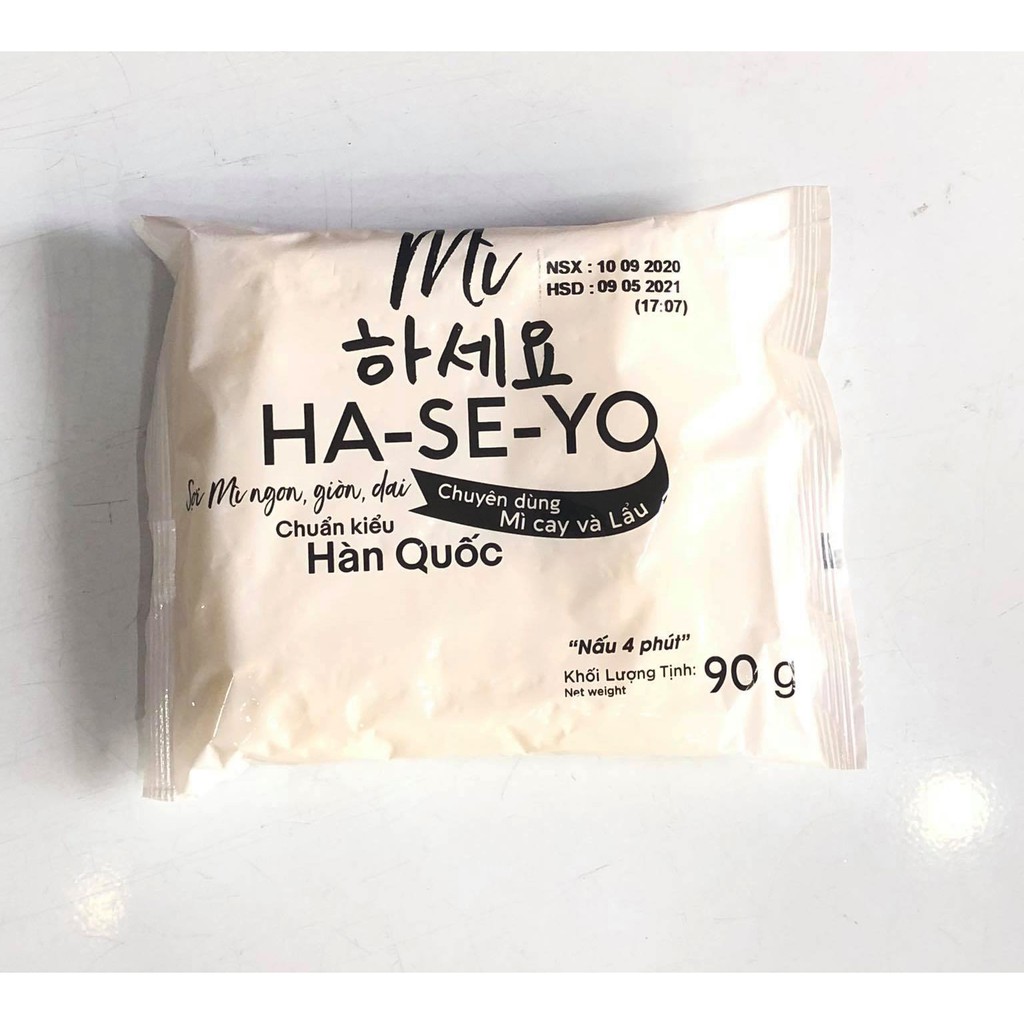 Mì
NSX : 10 09 2020
HSD : 09 05 2021
(17:07)
하세요
HA-SE-YO
Sợi Mì ngon, giòn, dai
Chuyên dùng
Mì cay và Lẩu
Chuẩn kiểu
Hàn Quốc
“Nấu 4 phút”
Khối Lượng Tịnh: 90 g
Net weight